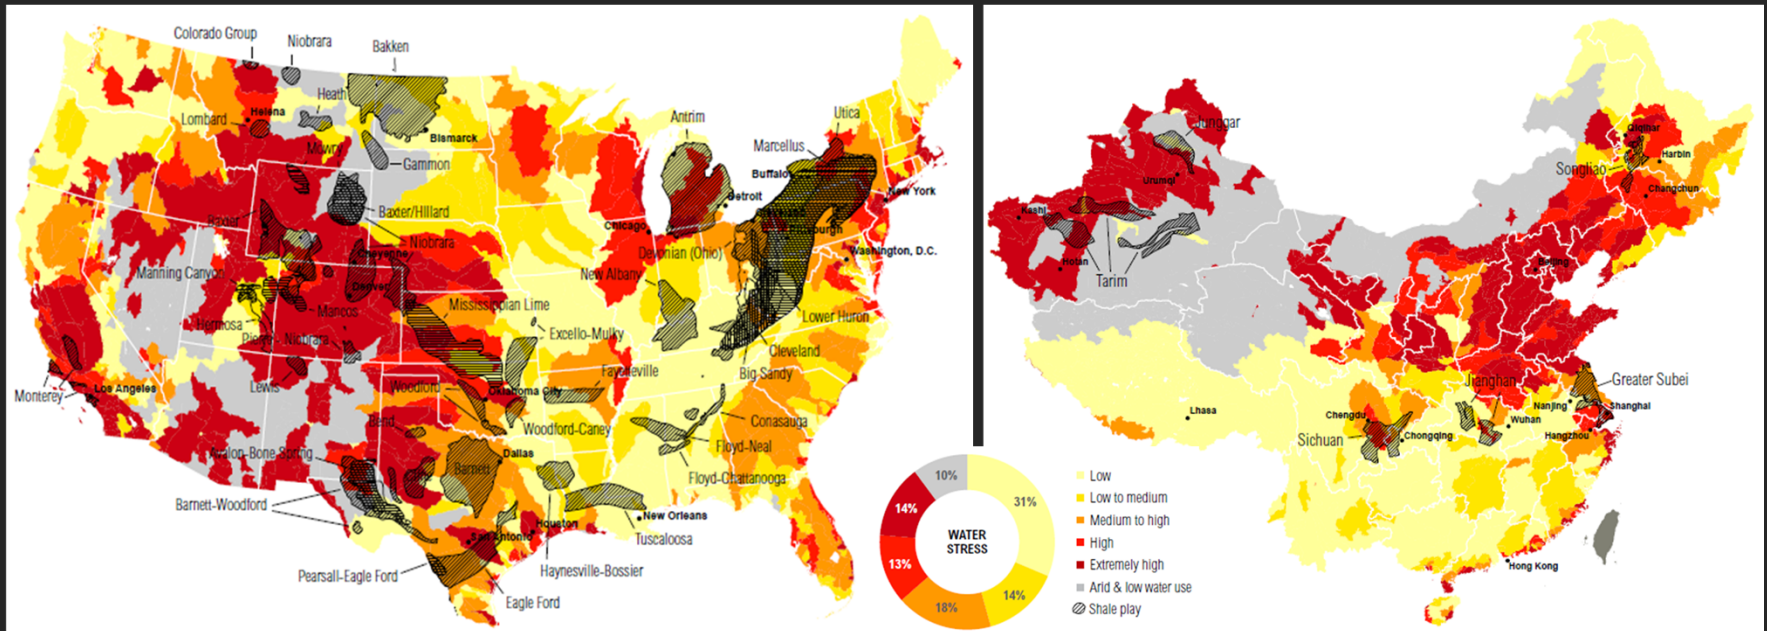 Colorado Group
Niobrara
Bakken
Heath
Helena
Lombard
Bismarck
Mowry
Gammon
Antrim
Utica
Marcellus
Buffalo
New York
Detroit
Cleveland
Baxter/Hillard
Baxter
Niobrara
Cheyenne
Chicago
Devonian (Ohio)
Pittsburgh
Washington, D.C.
Manning Canyon
New Albany
Denver
Mancos
Mississippian Lime
Lower Huron
Hermosa
Excello-Mulky
Pierre - Niobrara
Cleveland
Big Sandy
Fayetteville
Lewis
Woodford
Oklahoma City
Monterey
Los Angeles
Conasauga
Bend
Woodford-Caney
Floyd-Neal
Avalon-Bone Spring
Dallas
Barnett
Floyd-Chattanooga
Barnett-Woodford
Houston
New Orleans
San Antonio
Tuscaloosa
Pearsall-Eagle Ford
Haynesville-Bossier
Eagle Ford
Junggar
Urumqi
Kashi
Hotan
Tarim
Qiqihar
Harbin
Songliao
Changchun
Beijing
Lhasa
Jianghan
Greater Subei
Nanjing
Shanghai
Chengdu
Wuhan
Sichuan
Chongqing
Hangzhou
Hong Kong
10%
31%
14%
13%
18%
14%
WATER
STRESS
Low
Low to medium
Medium to high
High
Extremely high
Arid & low water use
Shale play